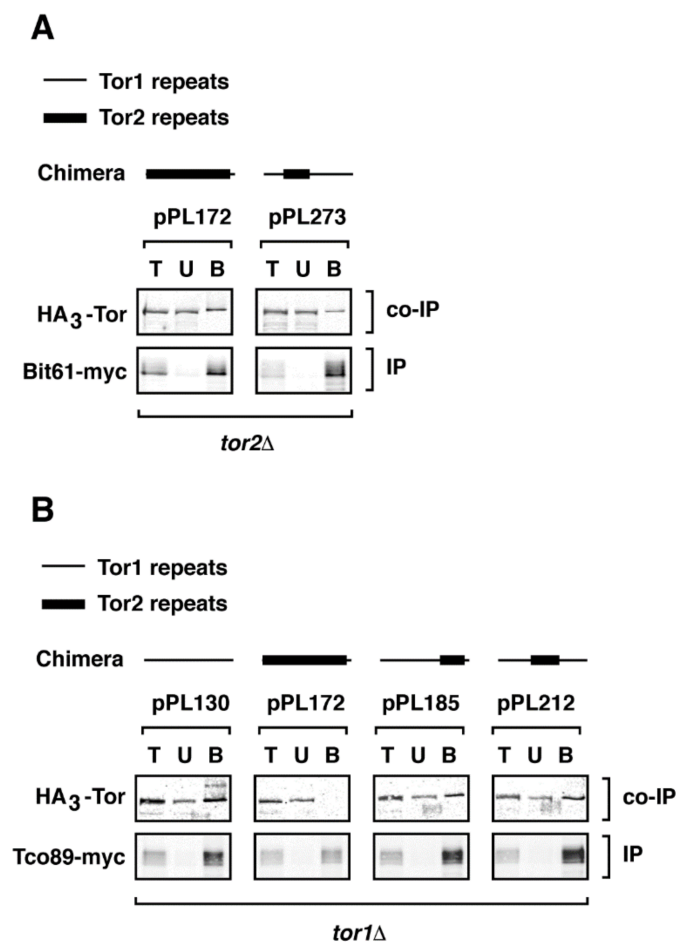 A
Tor1 repeats
Tor2 repeats
Chimera
pPL172 pPL273
T U B T U B
HA3-Tor co-IP
Bit61-myc IP
tor2Δ
B
Tor1 repeats
Tor2 repeats
Chimera
pPL130 pPL172 pPL185 pPL212
T U B T U B T U B T U B
HA3-Tor co-IP
Tco89-myc IP
tor1Δ